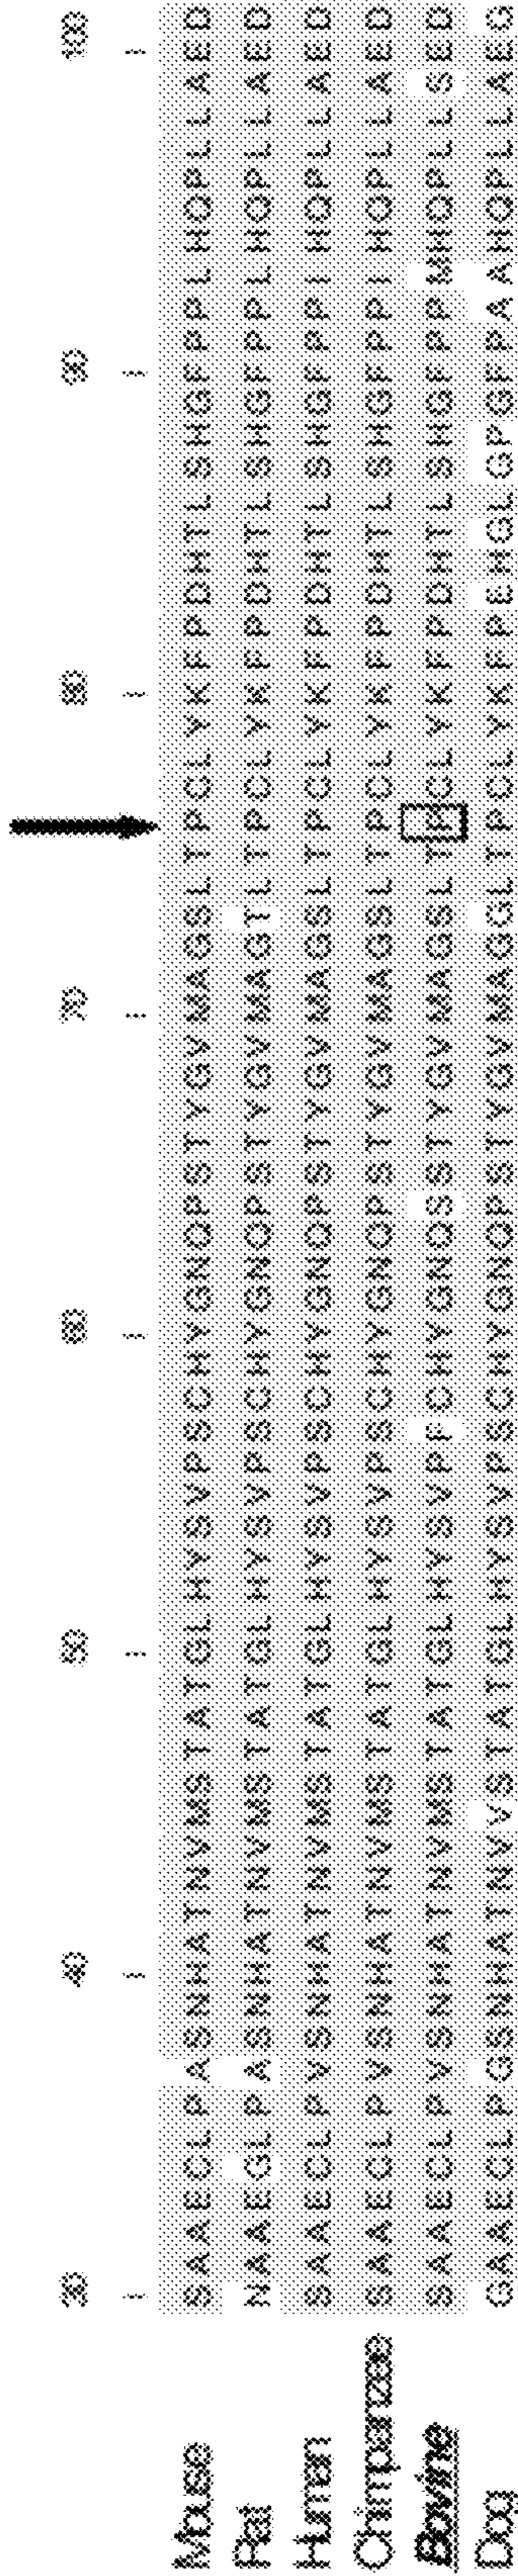 30 40 50 60 70 80 90 100
Mouse SAAECLPASNHATNVMSTATGLHYSVPSCHYGNQPSTYGVMAGSLTPCLYKFPDHTLSHGFPPLHQPLLAED
Rat NAAEGLPASNHATNVMSTATGLHYSVPSCHYGNQPSTYGVMAGTLTPCLYKFPDHTLSHGFPPLHQPLLAED
Human SAAECLPVSNHATNVMSTATGLHYSVPSCHYGNQPSTYGVMAGSLTPCLYKFPDHTLSHGFPPIHQPLLAED
Chimpanzee SAAECLPVSNHATNVMSTATGLHYSVPSCHYGNQPSTYGVMAGSLTPCLYKFPDHTLSHGFPPIHQPLLAED
Bovine SAAECLPVSNHATNVMSTATGLHYSVPFCHYGNQSSTYGVMAGSLTPCLYKFPDHTLSHGFPPMHQPLLSED
Dog GAAECLPGSNHATNVVSTATGLHYSVPSCHYGNQPSTYGVMAGGLTPCLYKFPEHGLGPGFPAAHQPLLAEG